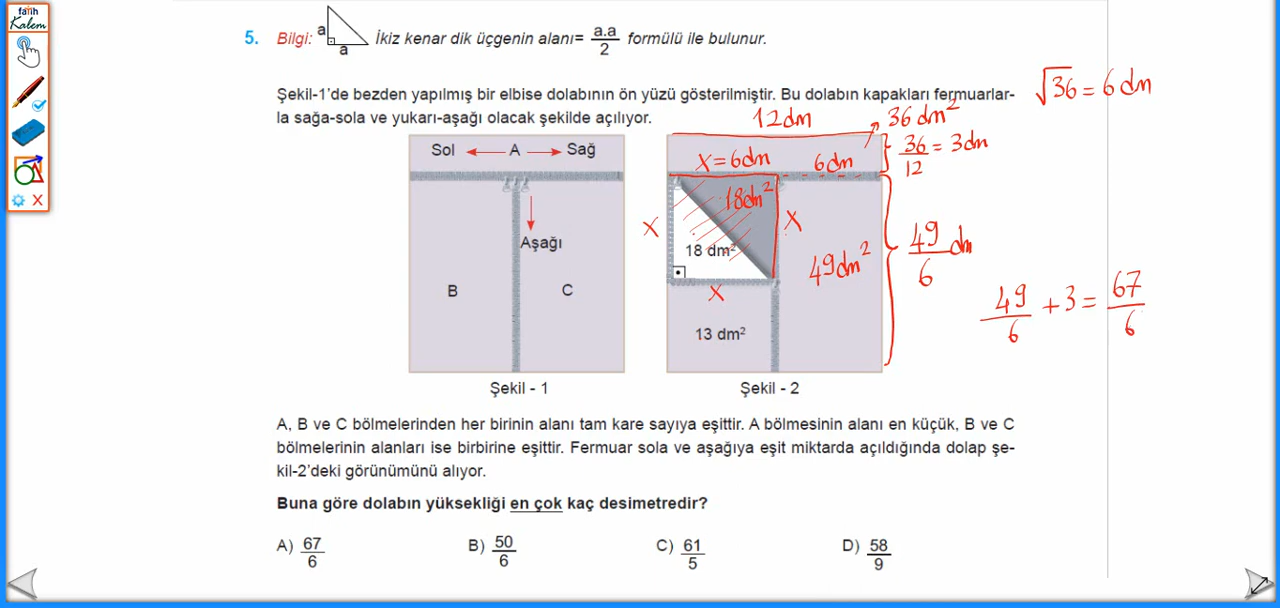 fatih
Kalem
5. Bilgi: a a İkiz kenar dik üçgenin alanı= a.a/2 formülü ile bulunur.
Şekil-1'de bezden yapılmış bir elbise dolabının ön yüzü gösterilmiştir. Bu dolabın kapakları fermuarlar-
la sağa-sola ve yukarı-aşağı olacak şekilde açılıyor.
√36 = 6 dm
12dm
36dm²
36/12 = 3dm
Sol A Sağ
Aşağı
B C
Şekil - 1
x=6dm 6dm
18dm²
x x
18 dm²
x
49dm²
49/6 dm
13 dm²
Şekil - 2
49/6 + 3 = 67/6
A, B ve C bölmelerinden her birinin alanı tam kare sayıya eşittir. A bölmesinin alanı en küçük, B ve C
bölmelerinin alanları ise birbirine eşittir. Fermuar sola ve aşağıya eşit miktarda açıldığında dolap şe-
kil-2'deki görünümünü alıyor.
Buna göre dolabın yüksekliği en çok kaç desimetredir?
A) 67/6 B) 50/6 C) 61/5 D) 58/9